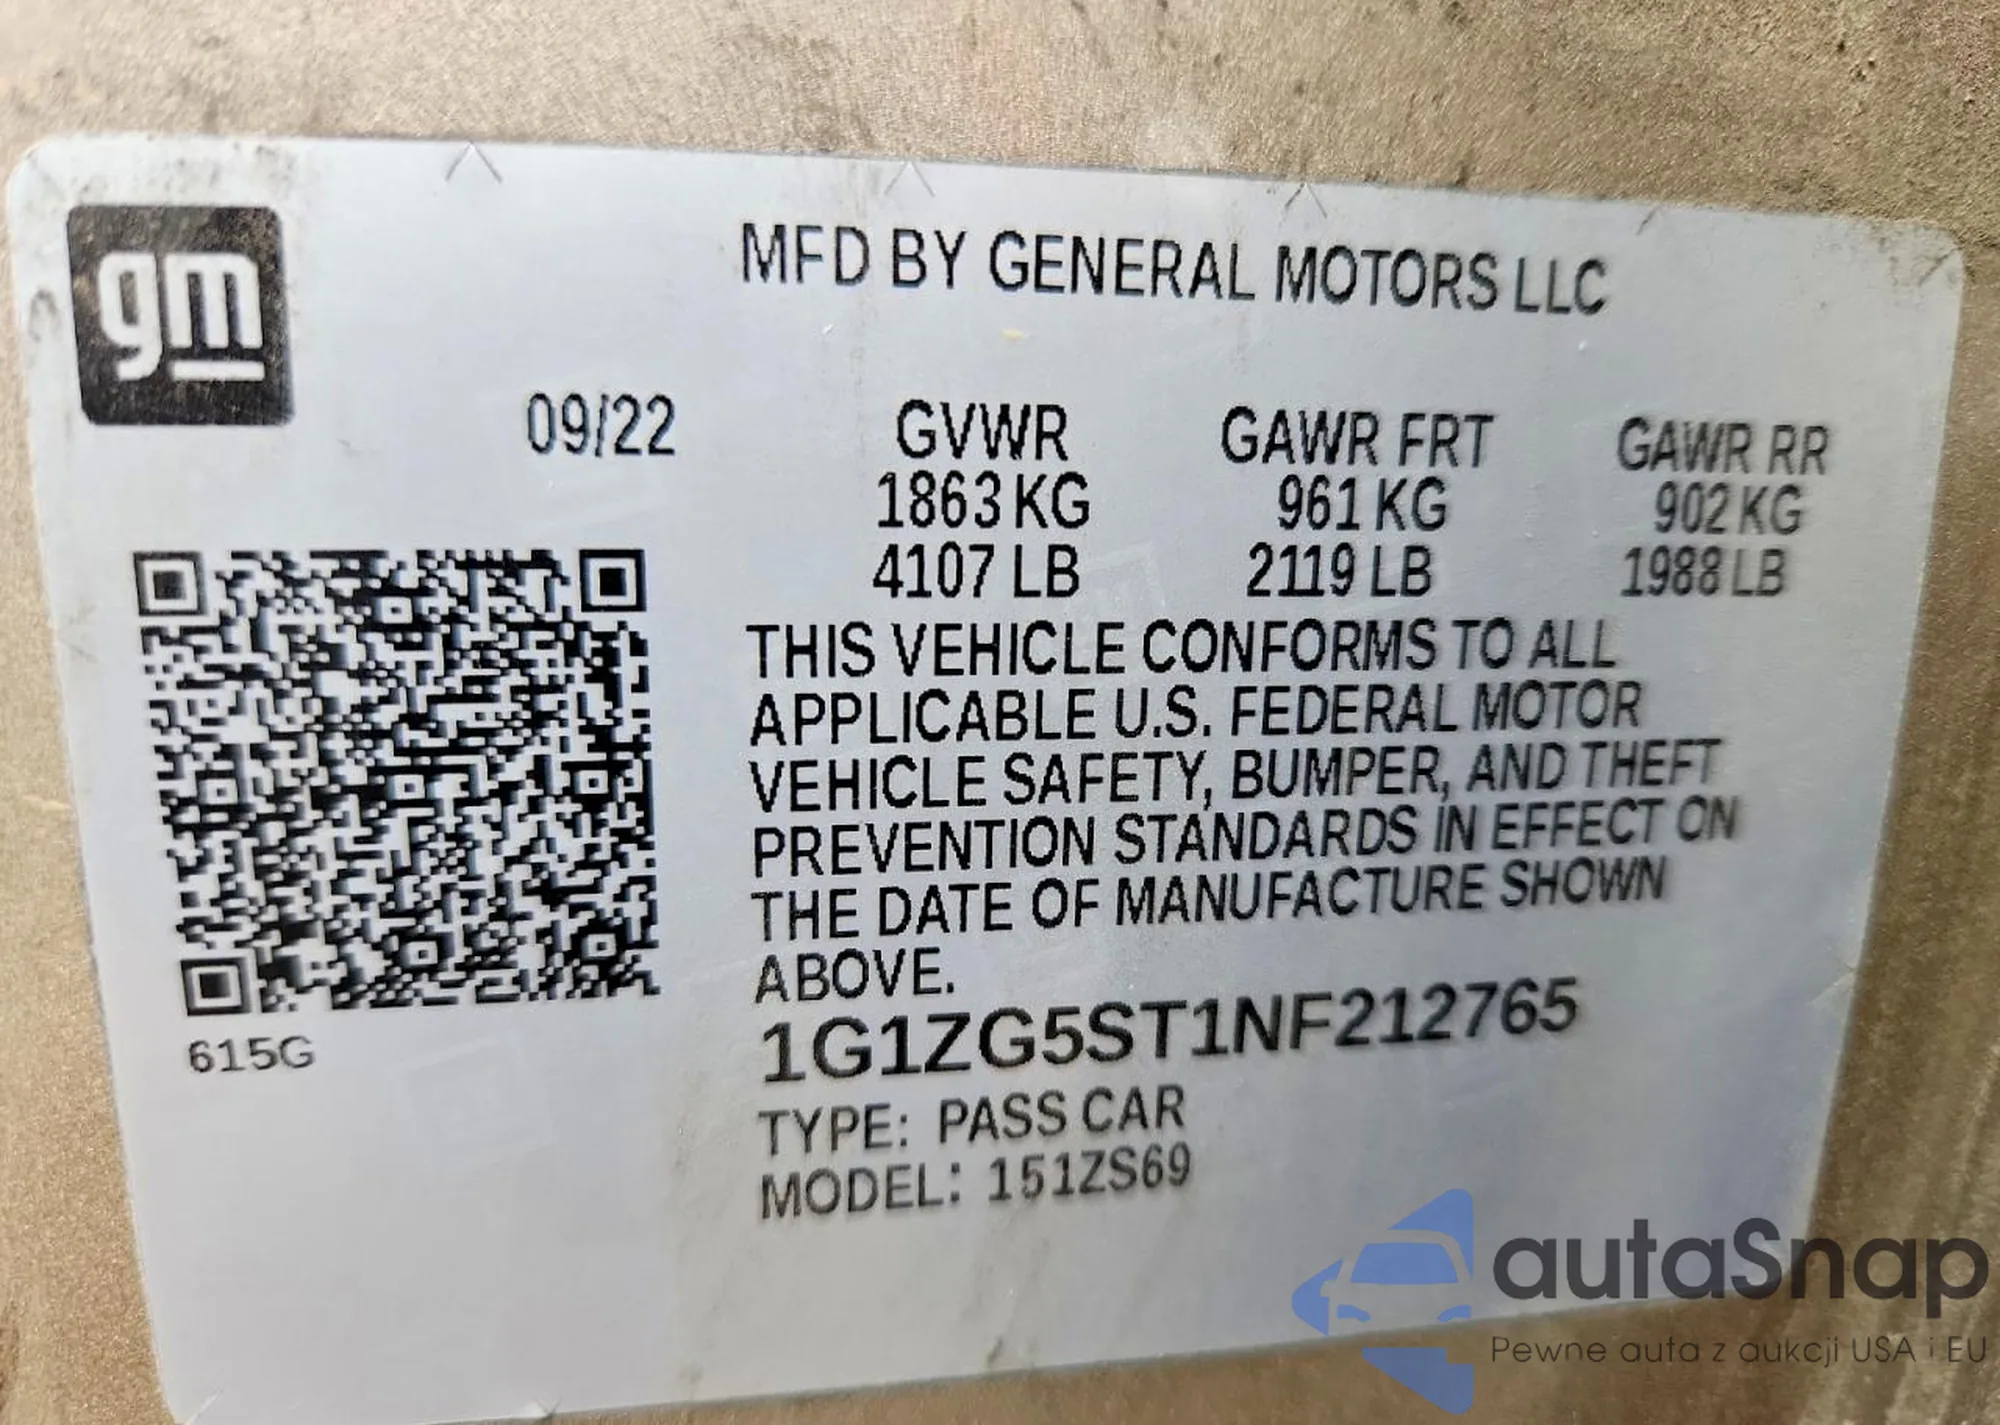 gm
MFD BY GENERAL MOTORS LLC
09/22 GVWR GAWR FRT GAWR RR
1863 KG 961 KG 902 KG
4107 LB 2119 LB 1988 LB
THIS VEHICLE CONFORMS TO ALL
APPLICABLE U.S. FEDERAL MOTOR
VEHICLE SAFETY, BUMPER, AND THEFT
PREVENTION STANDARDS IN EFFECT ON
THE DATE OF MANUFACTURE SHOWN
ABOVE.
615G
1G1ZG5ST1NF212765
TYPE: PASS CAR
MODEL: 151ZS69
autaSnap
Pewne auta z aukcji USA i EU